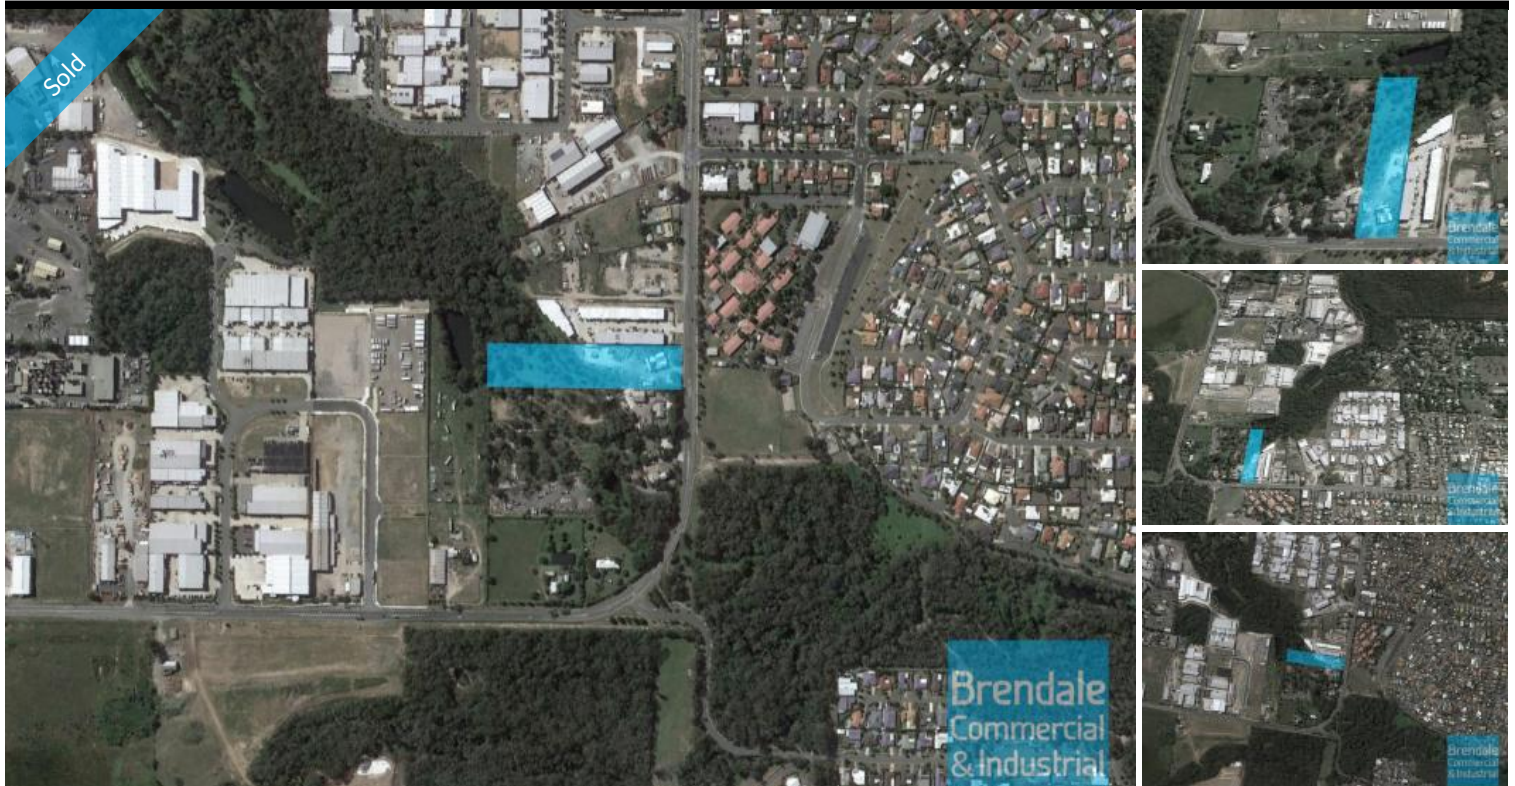 Sold
Brendale
Commercial
& Industrial
Brendale
Commercial
& Industrial
Brendale
Commercial
& Industrial
Brendale
Commercial
& Industrial